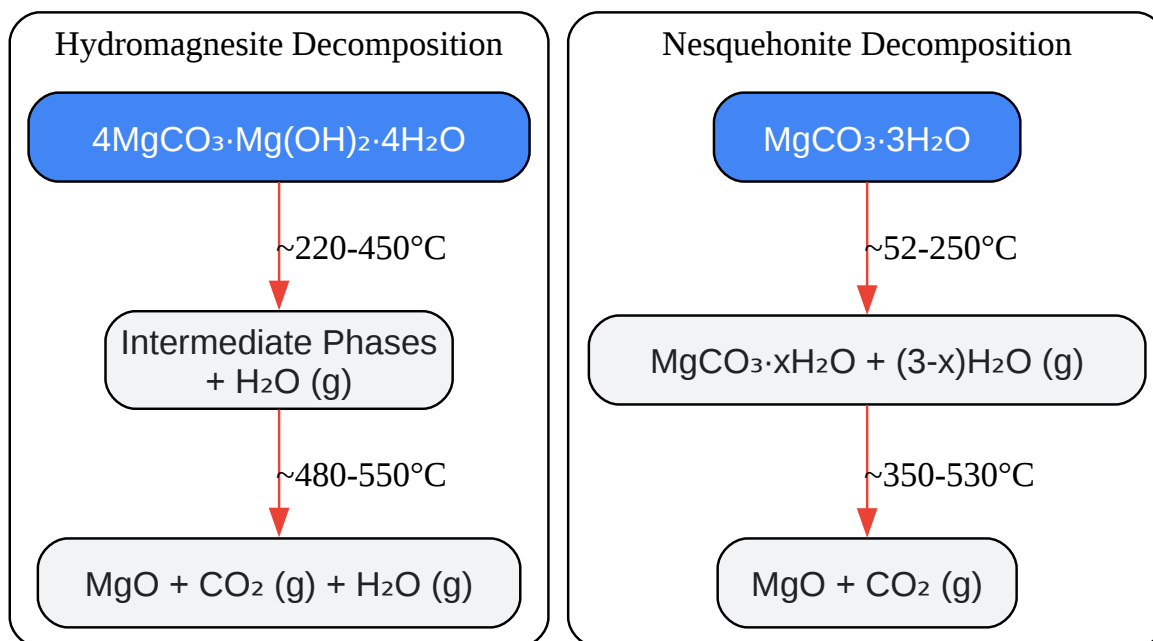 Hydromagnesite Decomposition
4MgCO₃·Mg(OH)₂·4H₂O
~220-450°C
Intermediate Phases
+ H₂O (g)
~480-550°C
MgO + CO₂ (g) + H₂O (g)
Nesquehonite Decomposition
MgCO₃·3H₂O
~52-250°C
MgCO₃·xH₂O + (3-x)H₂O (g)
~350-530°C
MgO + CO₂ (g)